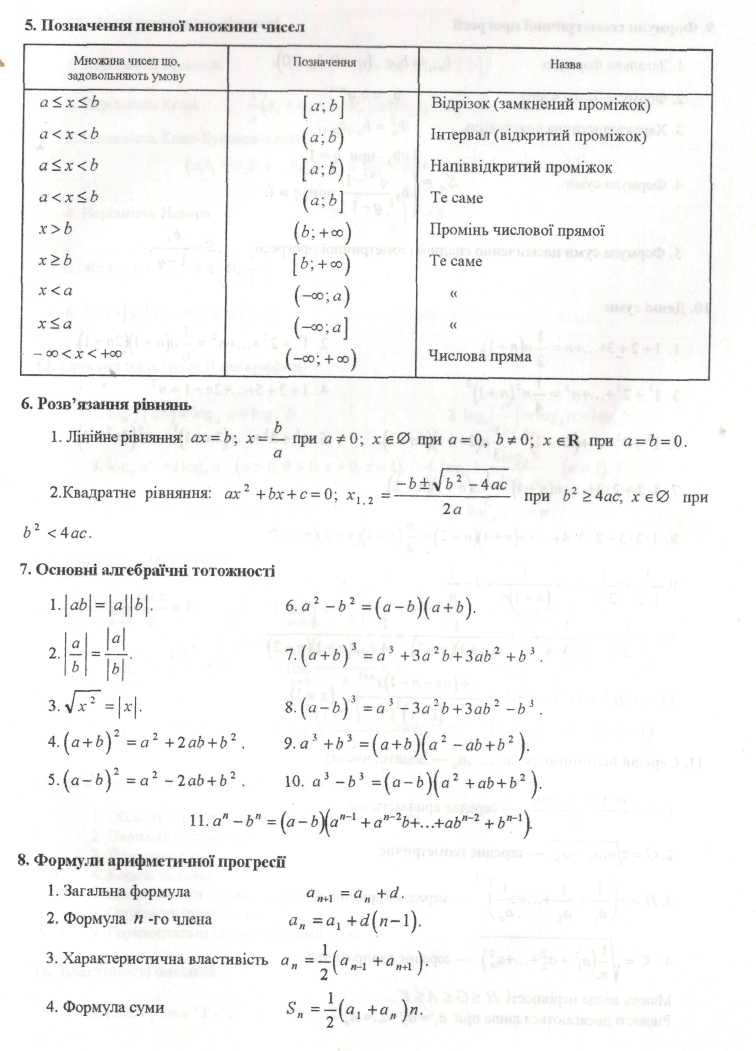 5. Позначення певної множини чисел
Множина чисел що, задовольняють умову | Позначення | Назва
a ≤ x ≤ b | [a; b] | Відрізок (замкнений проміжок)
a < x < b | (a; b) | Інтервал (відкритий проміжок)
a ≤ x < b | [a; b) | Напіввідкритий проміжок
a < x ≤ b | (a; b] | Те саме
x > b | (b; +∞) | Промінь числової прямої
x ≥ b | [b; +∞) | Те саме
x < a | (−∞; a) | «
x ≤ a | (−∞; a] | «
−∞ < x < +∞ | (−∞; +∞) | Числова пряма
6. Розв’язання рівнянь
1. Лінійне рівняння: ax = b; x = b/a при a ≠ 0; x ∈ ∅ при a = 0, b ≠ 0; x ∈ R при a = b = 0.
2.Квадратне рівняння: ax² + bx + c = 0; x₁,₂ = (−b ± √(b² − 4ac))/(2a) при b² ≥ 4ac; x ∈ ∅ при
b² < 4ac.
7. Основні алгебраїчні тотожності
1. |ab| = |a||b|.
2. |a/b| = |a|/|b|.
3. √(x²) = |x|.
4. (a + b)² = a² + 2ab + b².
5. (a − b)² = a² − 2ab + b².
6. a² − b² = (a − b)(a + b).
7. (a + b)³ = a³ + 3a²b + 3ab² + b³.
8. (a − b)³ = a³ − 3a²b + 3ab² − b³.
9. a³ + b³ = (a + b)(a² − ab + b²).
10. a³ − b³ = (a − b)(a² + ab + b²).
11. aⁿ − bⁿ = (a − b)(aⁿ⁻¹ + aⁿ⁻²b+...+abⁿ⁻² + bⁿ⁻¹).
8. Формули арифметичної прогресії
1. Загальна формула aₙ₊₁ = aₙ + d.
2. Формула n -го члена aₙ = a₁ + d(n−1).
3. Характеристична властивість aₙ = 1/2(aₙ₋₁ + aₙ₊₁).
4. Формула суми Sₙ = 1/2(a₁ + aₙ)n.